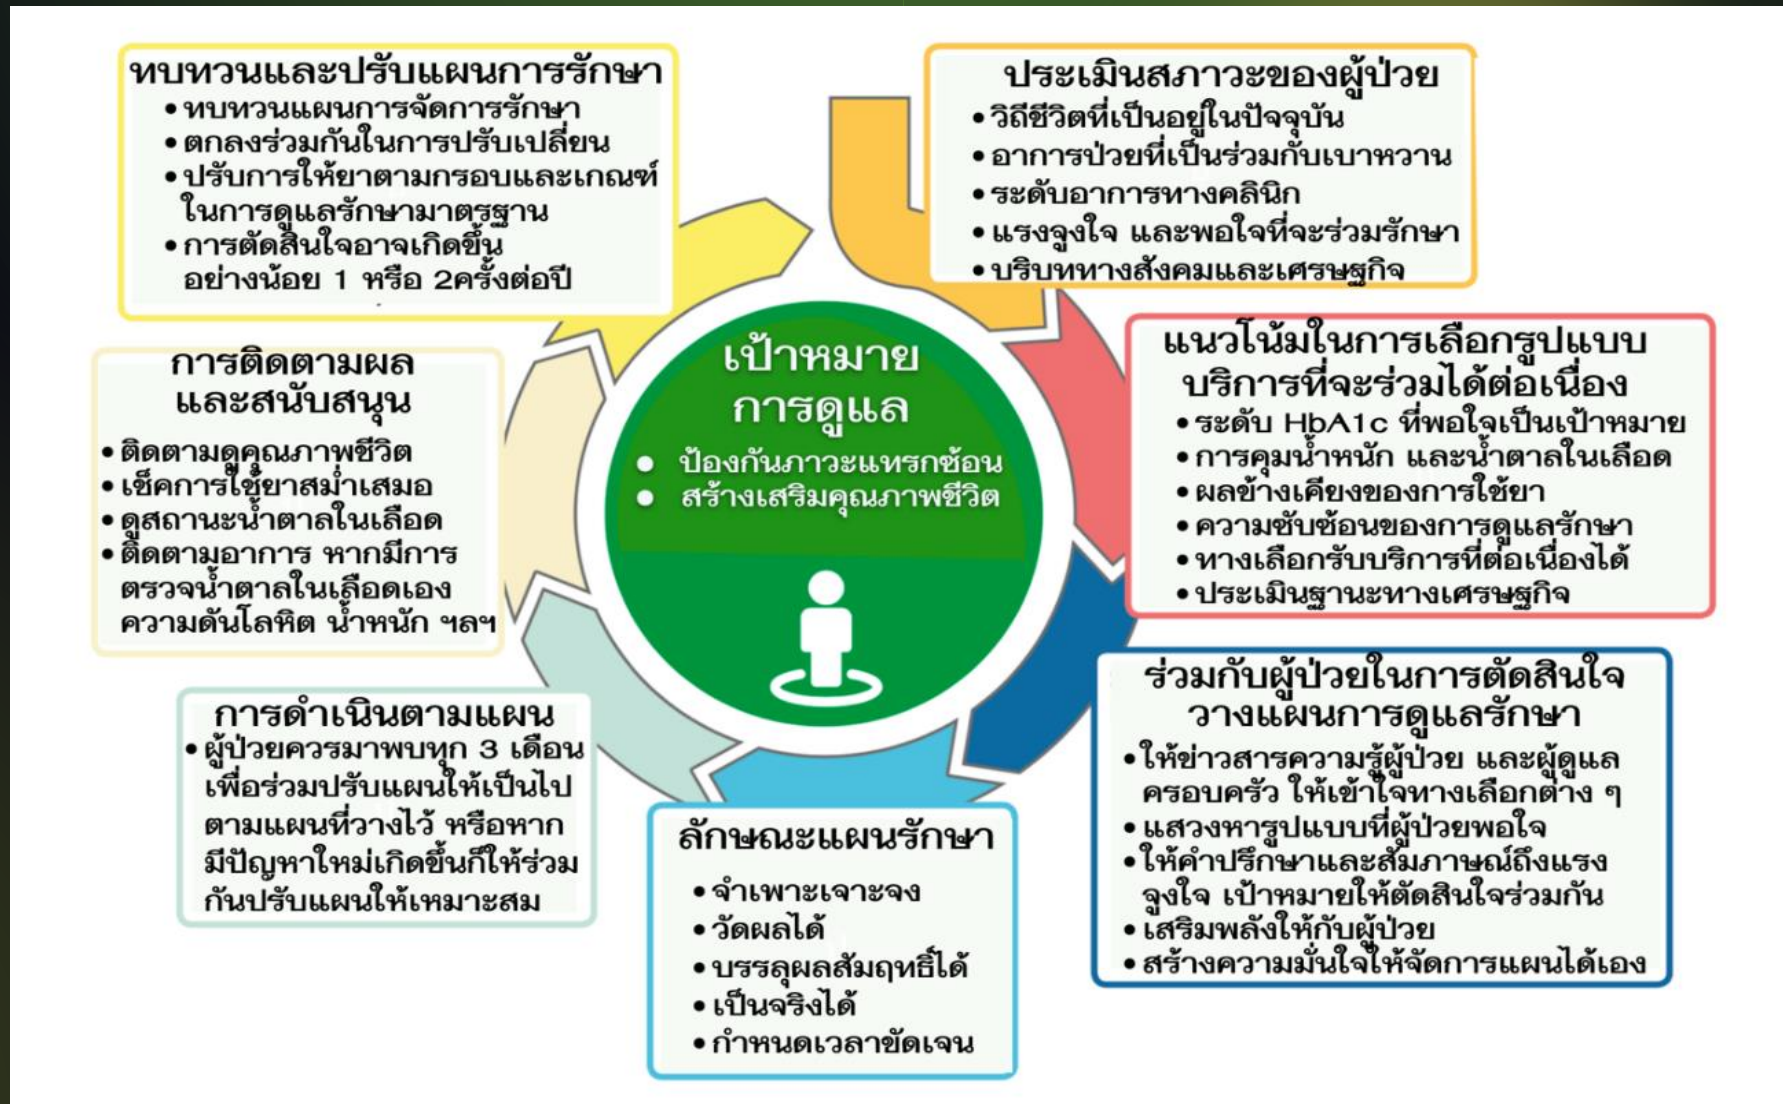 เป้าหมาย
การดูแล
● ป้องกันภาวะแทรกซ้อน
● สร้างเสริมคุณภาพชีวิต
ประเมินสภาวะของผู้ป่วย
• วิถีชีวิตที่เป็นอยู่ในปัจจุบัน
• อาการป่วยที่เป็นร่วมกับเบาหวาน
• ระดับอาการทางคลินิก
• แรงจูงใจ และพอใจที่จะร่วมรักษา
• บริบททางสังคมและเศรษฐกิจ
แนวโน้มในการเลือกรูปแบบ
บริการที่จะร่วมได้ต่อเนื่อง
• ระดับ HbA1c ที่พอใจเป็นเป้าหมาย
• การคุมน้ำหนัก และน้ำตาลในเลือด
• ผลข้างเคียงของการใช้ยา
• ความซับซ้อนของการดูแลรักษา
• ทางเลือกรับบริการที่ต่อเนื่องได้
• ประเมินฐานะทางเศรษฐกิจ
ร่วมกับผู้ป่วยในการตัดสินใจ
วางแผนการดูแลรักษา
• ให้ข่าวสารความรู้ผู้ป่วย และผู้ดูแล
ครอบครัว ให้เข้าใจทางเลือกต่าง ๆ
• แสวงหารูปแบบที่ผู้ป่วยพอใจ
• ให้คำปรึกษาและสัมภาษณ์ถึงแรง
จูงใจ เป้าหมายให้ตัดสินใจร่วมกัน
• เสริมพลังให้กับผู้ป่วย
• สร้างความมั่นใจให้จัดการแผนได้เอง
ลักษณะแผนรักษา
• จำเพาะเจาะจง
• วัดผลได้
• บรรลุผลสัมฤทธิ์ได้
• เป็นจริงได้
• กำหนดเวลาขัดเจน
การดำเนินตามแผน
• ผู้ป่วยควรมาพบทุก 3 เดือน
เพื่อร่วมปรับแผนให้เป็นไป
ตามแผนที่วางไว้ หรือหาก
มีปัญหาใหม่เกิดขึ้นก็ให้ร่วม
กันปรับแผนให้เหมาะสม
การติดตามผล
และสนับสนุน
• ติดตามดูคุณภาพชีวิต
• เช็คการใช้ยาสม่ำเสมอ
• ดูสถานะน้ำตาลในเลือด
• ติดตามอาการ หากมีการ
ตรวจน้ำตาลในเลือดเอง
ความดันโลหิต น้ำหนัก ฯลฯ
ทบทวนและปรับแผนการรักษา
• ทบทวนแผนการจัดการรักษา
• ตกลงร่วมกันในการปรับเปลี่ยน
• ปรับการให้ยาตามกรอบและเกณฑ์
ในการดูแลรักษามาตรฐาน
• การตัดสินใจอาจเกิดขึ้น
อย่างน้อย 1 หรือ 2ครั้งต่อปี